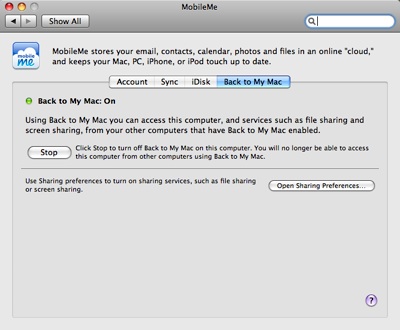 MobileMe
Show All
mobile
me
MobileMe stores your email, contacts, calendar, photos and files in an online "cloud,"
and keeps your Mac, PC, iPhone, or iPod touch up to date.
Account Sync iDisk Back to My Mac
Back to My Mac: On
Using Back to My Mac you can access this computer, and services such as file sharing and
screen sharing, from your other computers that have Back to My Mac enabled.
Stop
Click Stop to turn off Back to My Mac on this computer. You will no longer be able to access
this computer from other computers using Back to My Mac.
Use Sharing preferences to turn on sharing services, such as file sharing
or screen sharing.
Open Sharing Preferences...
?